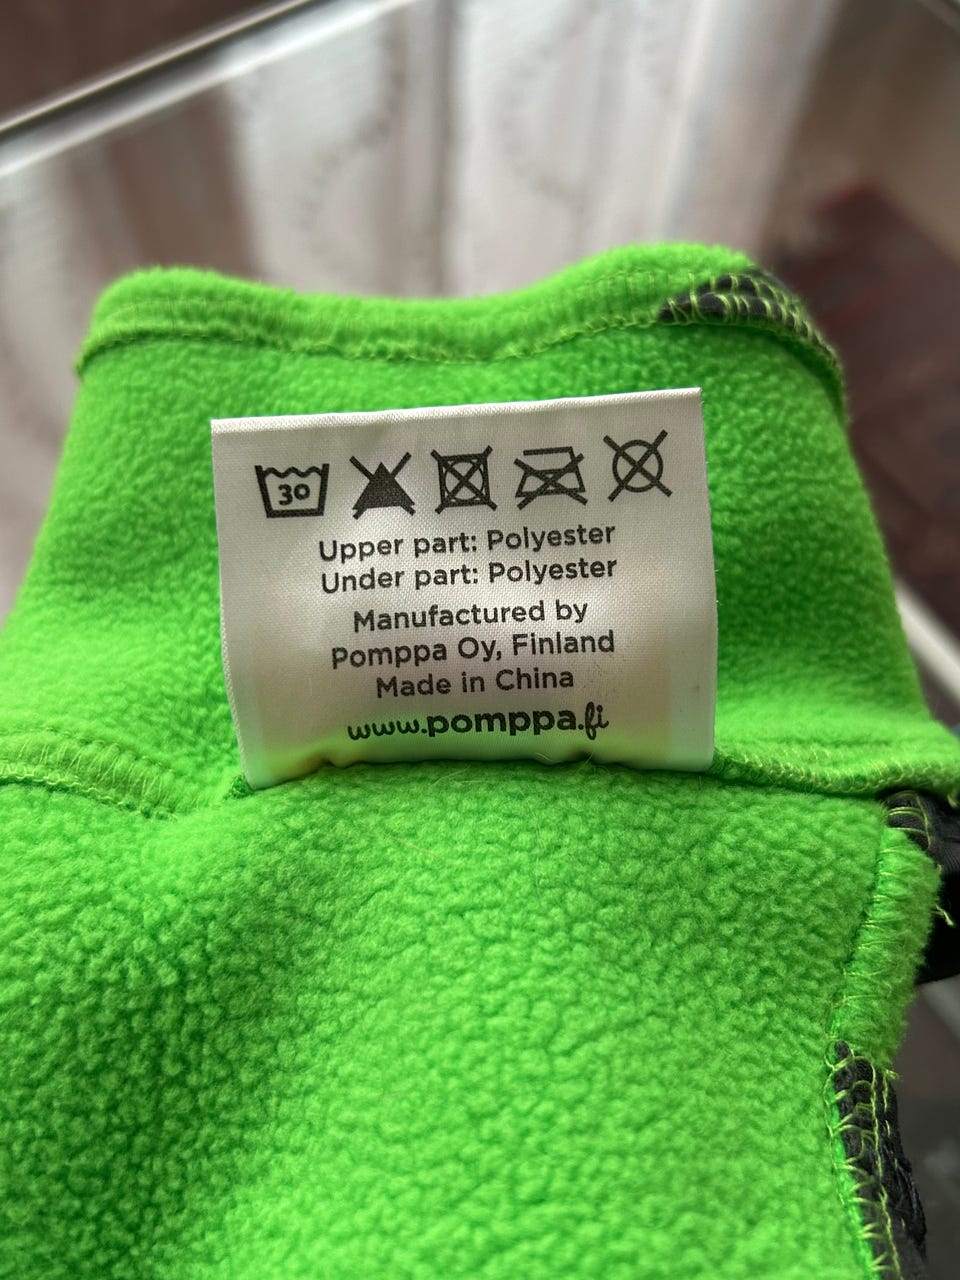 30
Upper part: Polyester
Under part: Polyester
Manufactured by
Pomppa Oy, Finland
Made in China
www.pomppa.fi